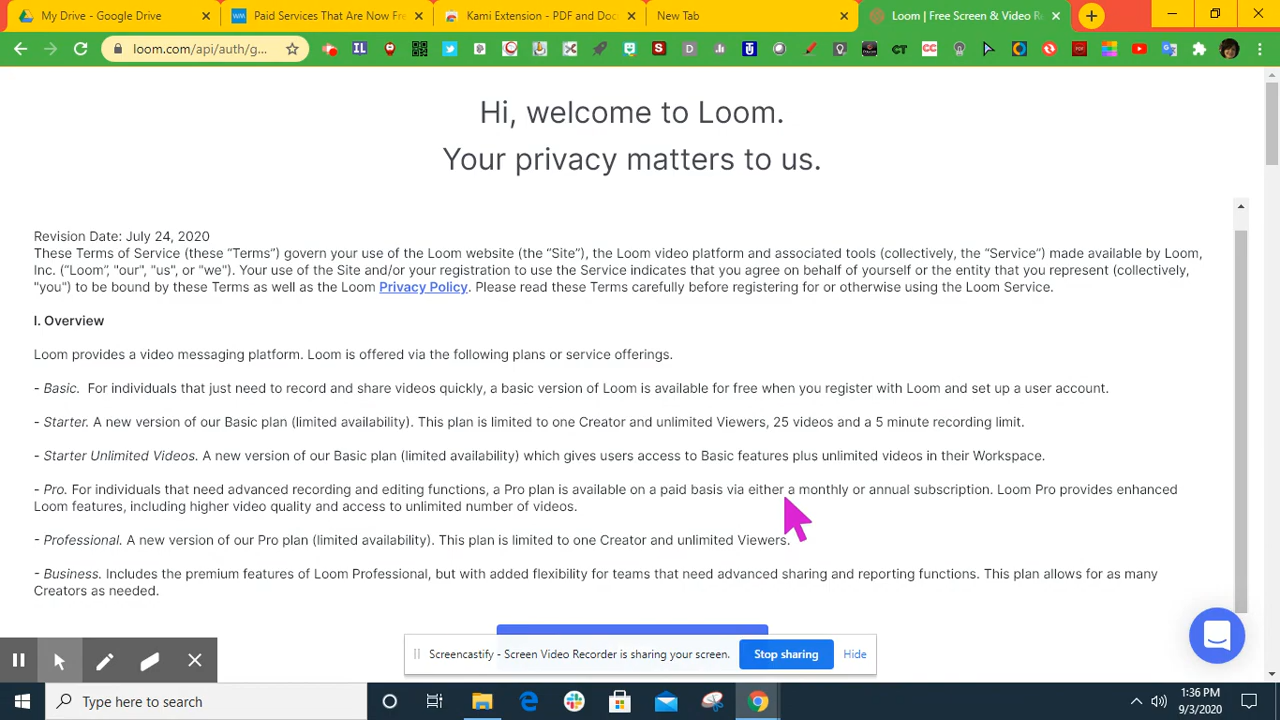 My Drive - Google Drive
Paid Services That Are Now Fre
Kami Extension - PDF and Doc
New Tab
Loom | Free Screen & Video R
loom.com/api/auth/g...
Hi, welcome to Loom.
Your privacy matters to us.
Revision Date: July 24, 2020
These Terms of Service (these “Terms”) govern your use of the Loom website (the “Site”), the Loom video platform and associated tools (collectively, the “Service”) made available by Loom,
Inc. (“Loom”, "our", "us", or "we"). Your use of the Site and/or your registration to use the Service indicates that you agree on behalf of yourself or the entity that you represent (collectively,
"you") to be bound by these Terms as well as the Loom Privacy Policy. Please read these Terms carefully before registering for or otherwise using the Loom Service.
I. Overview
Loom provides a video messaging platform. Loom is offered via the following plans or service offerings.
- Basic. For individuals that just need to record and share videos quickly, a basic version of Loom is available for free when you register with Loom and set up a user account.
- Starter. A new version of our Basic plan (limited availability). This plan is limited to one Creator and unlimited Viewers, 25 videos and a 5 minute recording limit.
- Starter Unlimited Videos. A new version of our Basic plan (limited availability) which gives users access to Basic features plus unlimited videos in their Workspace.
- Pro. For individuals that need advanced recording and editing functions, a Pro plan is available on a paid basis via either a monthly or annual subscription. Loom Pro provides enhanced
Loom features, including higher video quality and access to unlimited number of videos.
- Professional. A new version of our Pro plan (limited availability). This plan is limited to one Creator and unlimited Viewers.
- Business. Includes the premium features of Loom Professional, but with added flexibility for teams that need advanced sharing and reporting functions. This plan allows for as many
Creators as needed.
Screencastify - Screen Video Recorder is sharing your screen.
Stop sharing
Hide
Type here to search
1:36 PM
9/3/2020